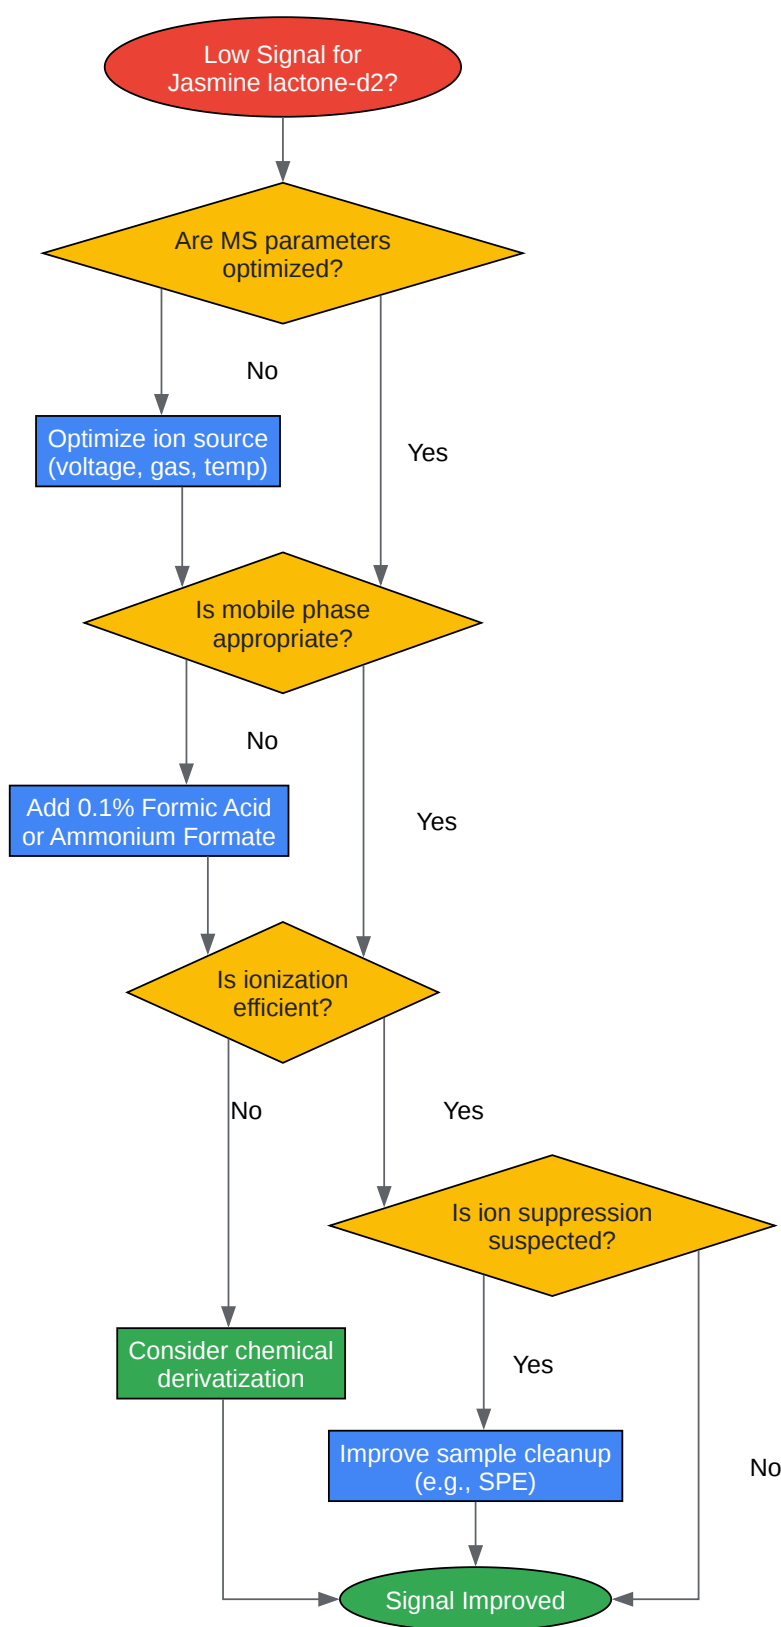 Low Signal for
Jasmine lactone-d2?
Are MS parameters
optimized?
No
Optimize ion source
(voltage, gas, temp)
Yes
Is mobile phase
appropriate?
No
Add 0.1% Formic Acid
or Ammonium Formate
Yes
Is ionization
efficient?
No
Yes
Is ion suppression
suspected?
Consider chemical
derivatization
Yes
Improve sample cleanup
(e.g., SPE)
No
Signal Improved